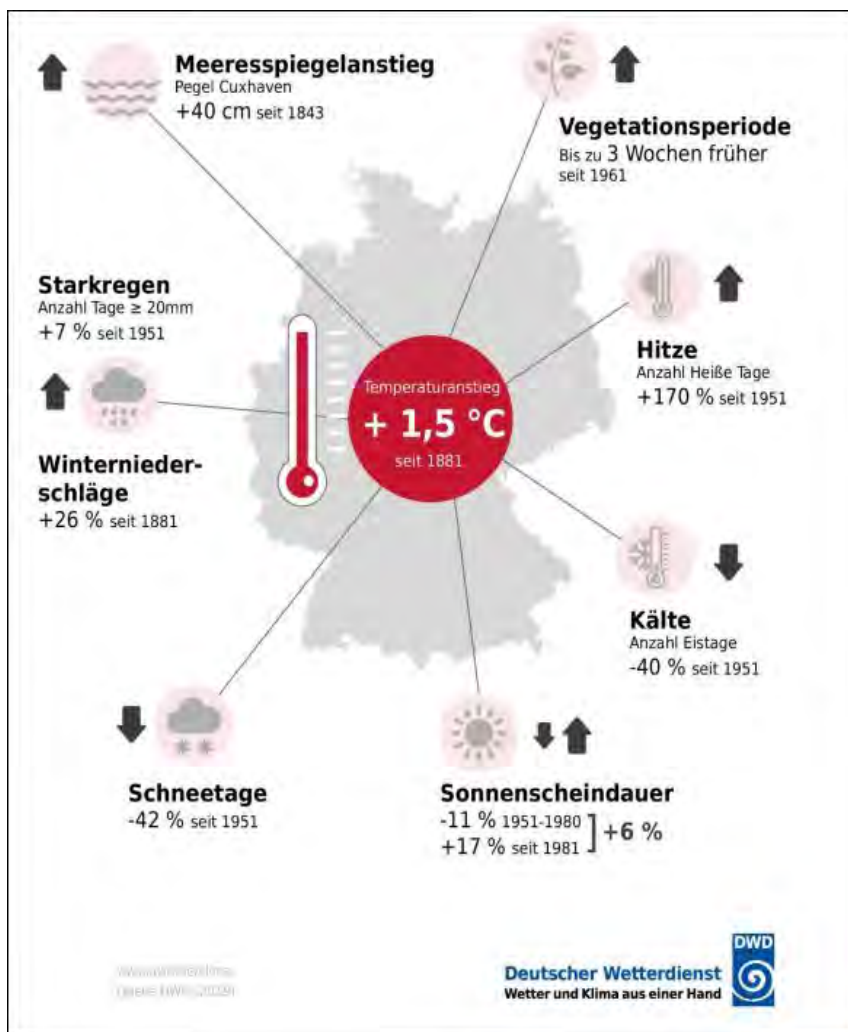 Meeresspiegelanstieg
Pegel Cuxhaven
+40 cm seit 1843
Vegetationsperiode
Bis zu 3 Wochen früher
seit 1961
Starkregen
Anzahl Tage ≥ 20mm
+7 % seit 1951
Hitze
Anzahl Heiße Tage
+170 % seit 1951
Temperaturanstieg
+ 1,5 °C
seit 1881
Winternieder-
schläge
+26 % seit 1881
Kälte
Anzahl Eistage
-40 % seit 1951
Schneetage
-42 % seit 1951
Sonnenscheindauer
-11 % 1951-1980
+17 % seit 1981
+6 %
DWD
Deutscher Wetterdienst
Wetter und Klima aus einer Hand